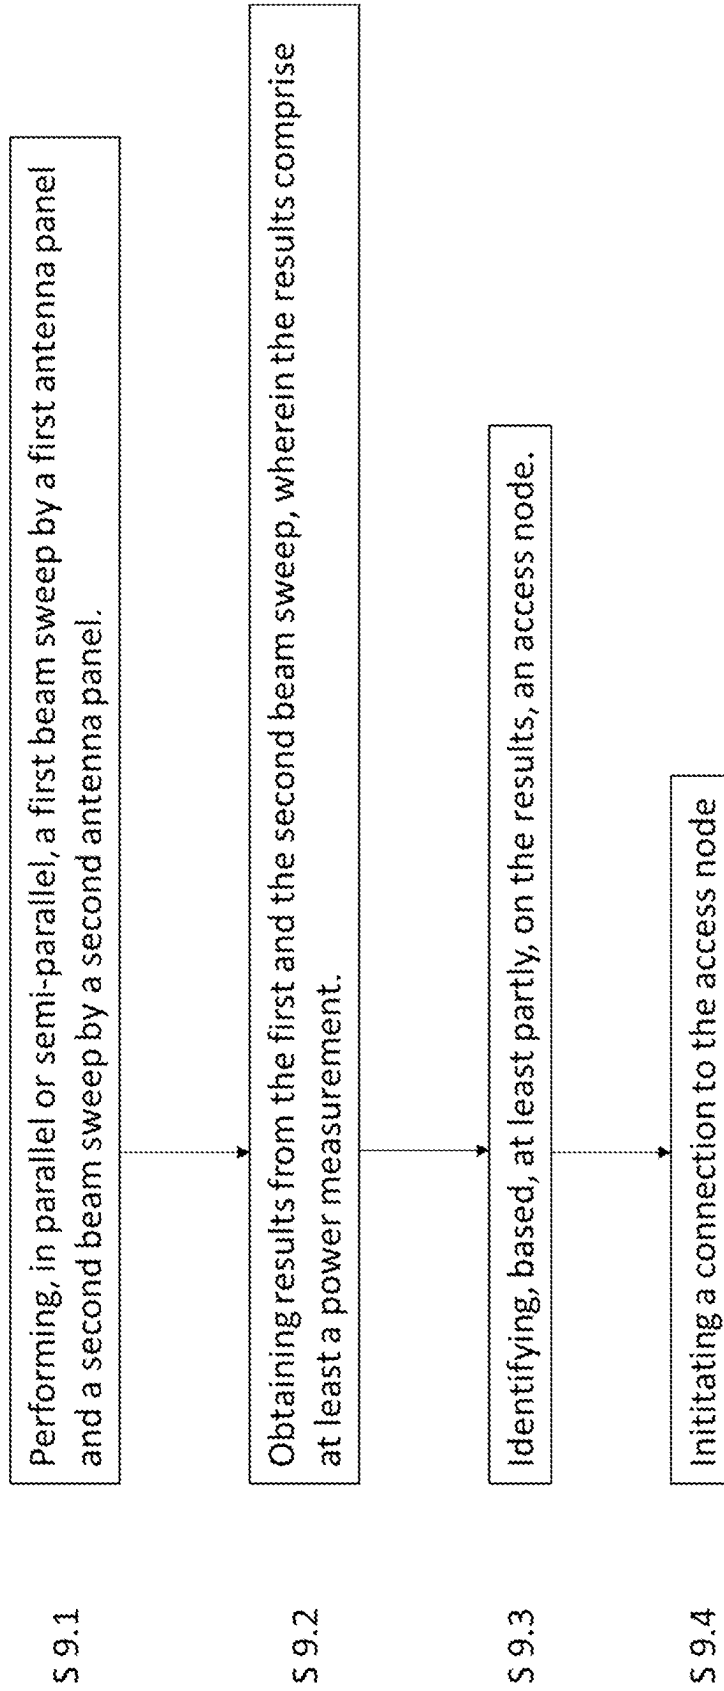 S 9.1
Performing, in parallel or semi-parallel, a first beam sweep by a first antenna panel
and a second beam sweep by a second antenna panel.
S 9.2
Obtaining results from the first and the second beam sweep, wherein the results comprise
at least a power measurement.
S 9.3
Identifying, based, at least partly, on the results, an access node.
S 9.4
Inititating a connection to the access node